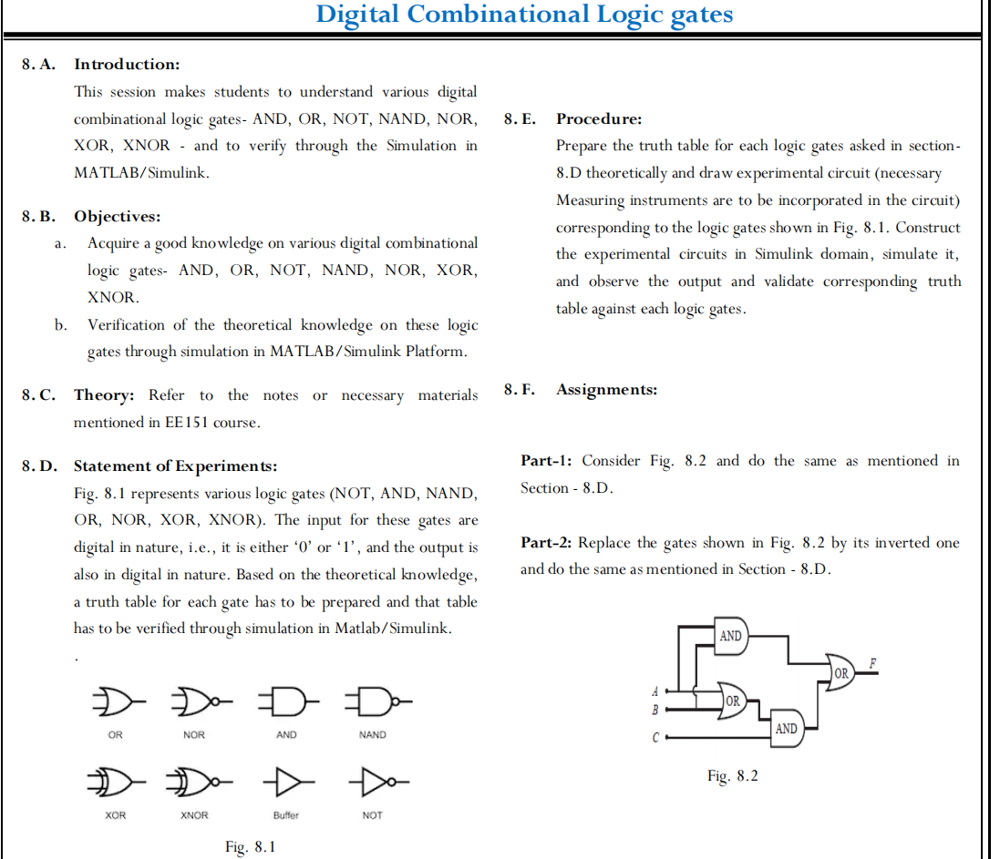 Digital Combinational Logic gates
8. A. Introduction:
This session makes students to understand various digital
combinational logic gates- AND, OR, NOT, NAND, NOR,
XOR, XNOR - and to verify through the Simulation in
MATLAB/Simulink.
8. B. Objectives:
a. Acquire a good knowledge on various digital combinational
logic gates- AND, OR, NOT, NAND, NOR, XOR,
XNOR.
b. Verification of the theoretical knowledge on these logic
gates through simulation in MATLAB/Simulink Platform.
8. C. Theory: Refer to the notes or necessary materials
mentioned in EE151 course.
8. D. Statement of Experiments:
Fig. 8.1 represents various logic gates (NOT, AND, NAND,
OR, NOR, XOR, XNOR). The input for these gates are
digital in nature, i.e., it is either ‘0’ or ‘1’, and the output is
also in digital in nature. Based on the theoretical knowledge,
a truth table for each gate has to be prepared and that table
has to be verified through simulation in Matlab/Simulink.
.
OR NOR AND NAND
XOR XNOR Buffer NOT
Fig. 8.1
8. E. Procedure:
Prepare the truth table for each logic gates asked in section-
8.D theoretically and draw experimental circuit (necessary
Measuring instruments are to be incorporated in the circuit)
corresponding to the logic gates shown in Fig. 8.1. Construct
the experimental circuits in Simulink domain, simulate it,
and observe the output and validate corresponding truth
table against each logic gates.
8. F. Assignments:
Part-1: Consider Fig. 8.2 and do the same as mentioned in
Section - 8.D.
Part-2: Replace the gates shown in Fig. 8.2 by its inverted one
and do the same as mentioned in Section - 8.D.
AND
F
OR
A
OR
B
AND
C
Fig. 8.2